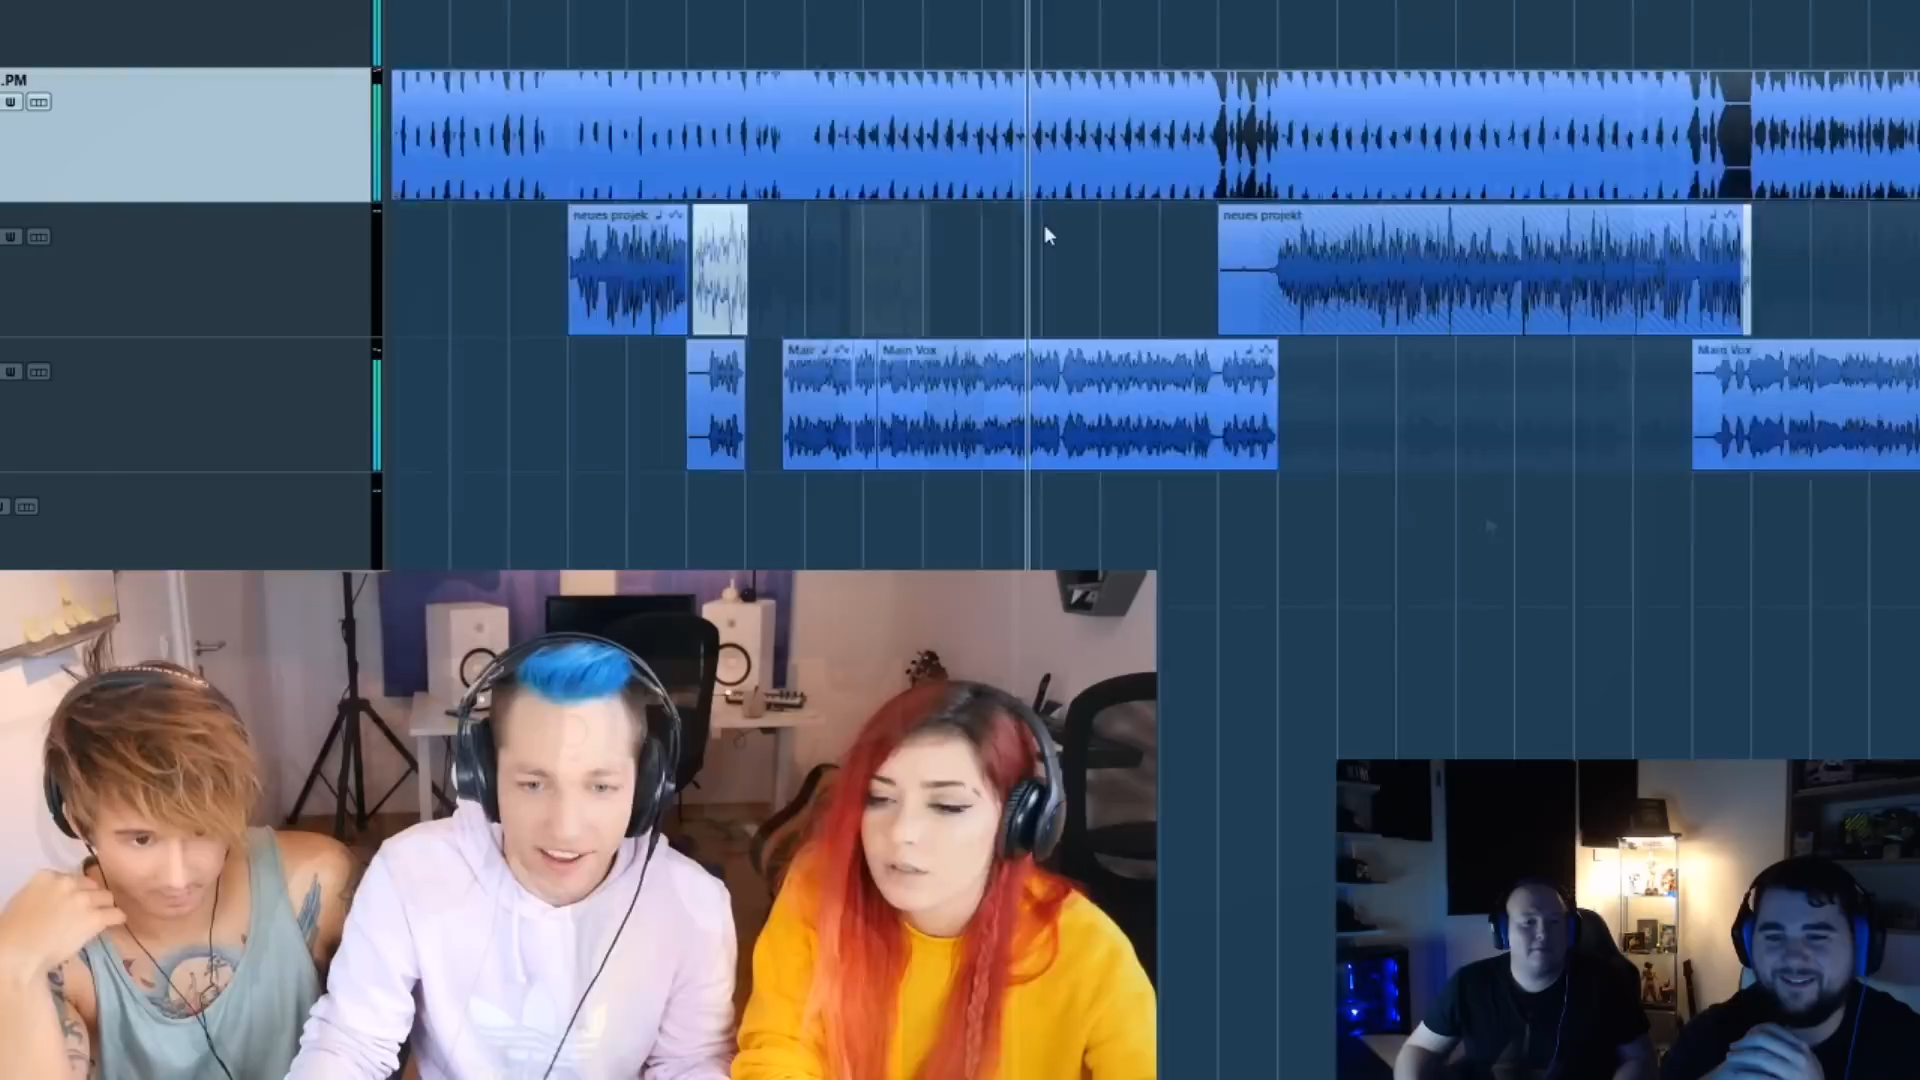 .PM
neues projek
neues projekt
Main Vox
Main Vox